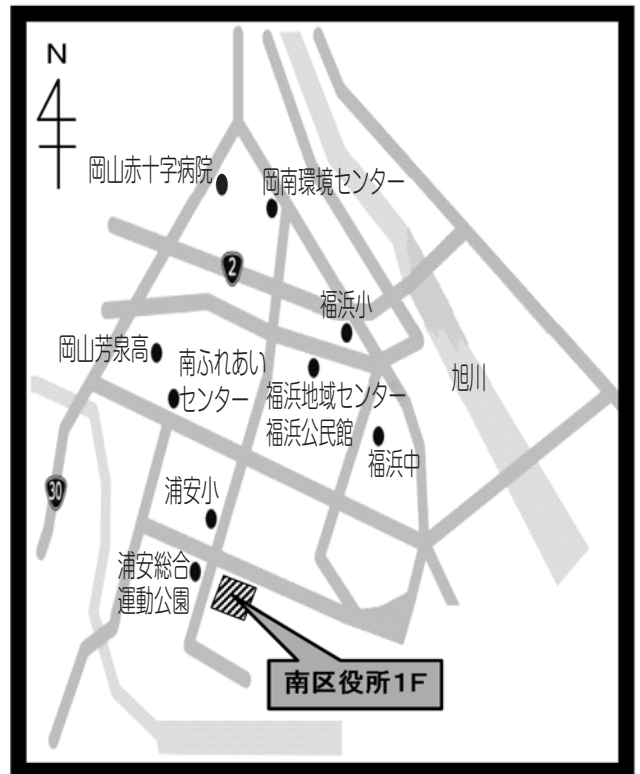 N
岡山赤十字病院
岡南環境センター
2
福浜小
岡山芳泉高
南ふれあい
センター
福浜地域センター
福浜公民館
旭川
福浜中
30
浦安小
浦安総合
運動公園
南区役所1F